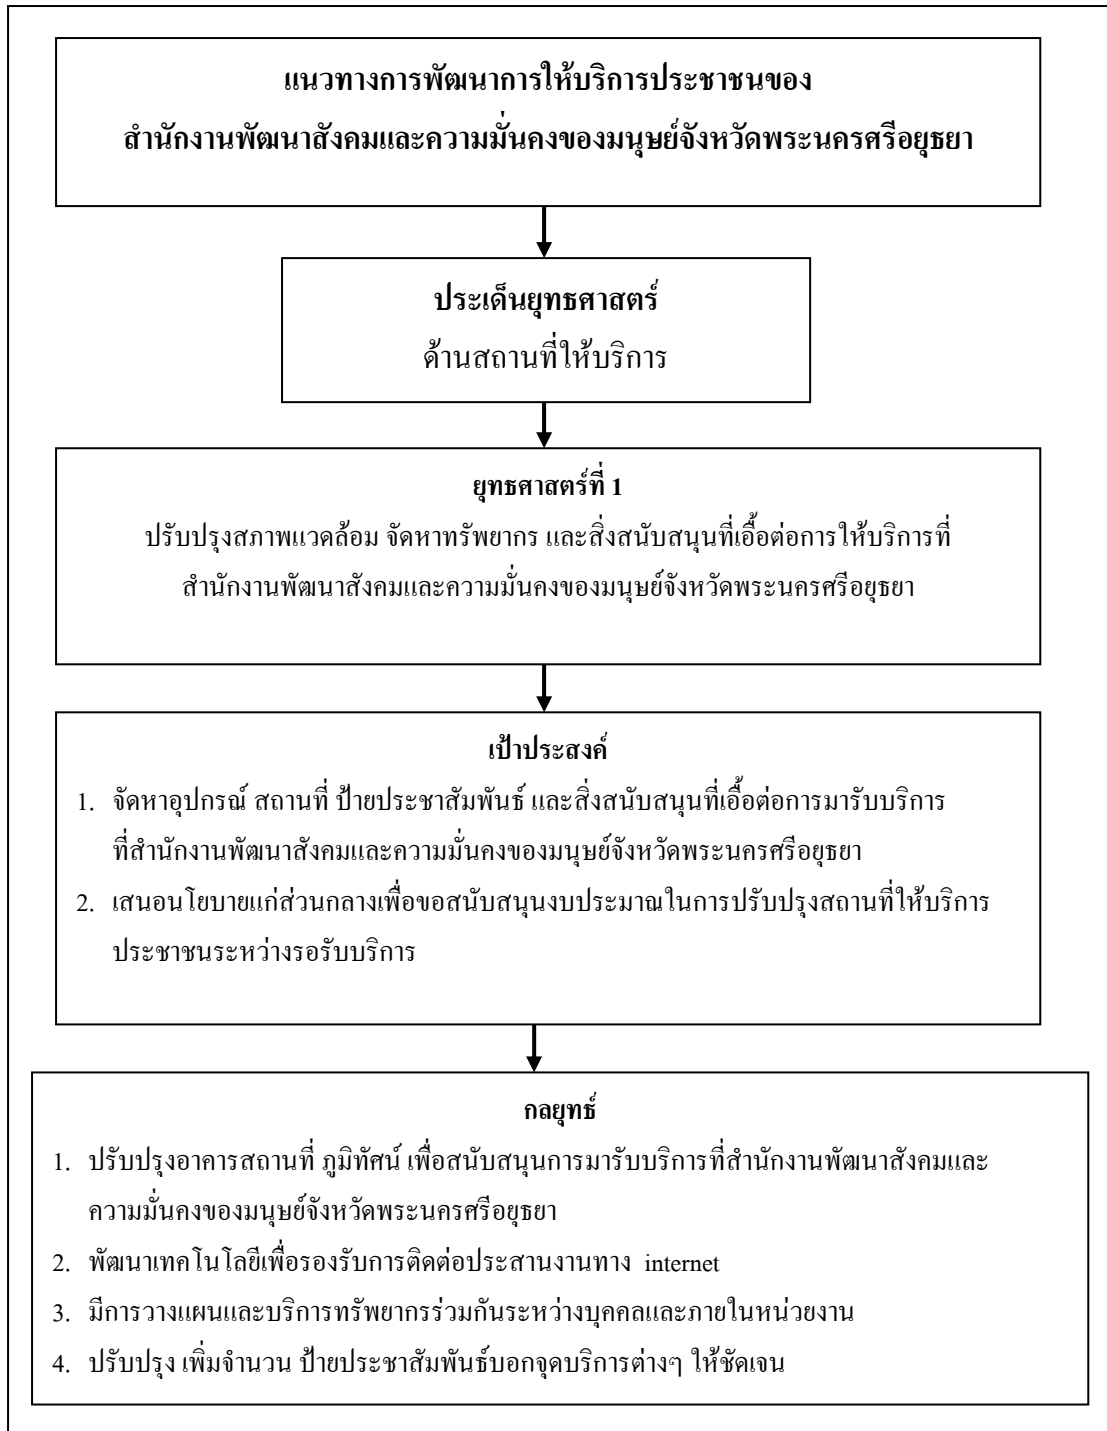 แนวทางการพัฒนาการให้บริการประชาชนของ
สำนักงานพัฒนาสังคมและความมั่นคงของมนุษย์จังหวัดพระนครศรีอยุธยา
ประเด็นยุทธศาสตร์
ด้านสถานที่ให้บริการ
ยุทธศาสตร์ที่ 1
ปรับปรุงสภาพแวดล้อม จัดหาทรัพยากร และสิ่งสนับสนุนที่เอื้อต่อการให้บริการที่
สำนักงานพัฒนาสังคมและความมั่นคงของมนุษย์จังหวัดพระนครศรีอยุธยา
เป้าประสงค์
1. จัดหาอุปกรณ์ สถานที่ ป้ายประชาสัมพันธ์ และสิ่งสนับสนุนที่เอื้อต่อการมารับบริการ
ที่สำนักงานพัฒนาสังคมและความมั่นคงของมนุษย์จังหวัดพระนครศรีอยุธยา
2. เสนอนโยบายแก่ส่วนกลางเพื่อขอสนับสนุนงบประมาณในการปรับปรุงสถานที่ให้บริการ
ประชาชนระหว่างรอรับบริการ
กลยุทธ์
1. ปรับปรุงอาคารสถานที่ ภูมิทัศน์ เพื่อสนับสนุนการมารับบริการที่สำนักงานพัฒนาสังคมและ
ความมั่นคงของมนุษย์จังหวัดพระนครศรีอยุธยา
2. พัฒนาเทคโนโลยีเพื่อรองรับการติดต่อประสานงานทาง internet
3. มีการวางแผนและบริการทรัพยากรร่วมกันระหว่างบุคคลและภายในหน่วยงาน
4. ปรับปรุง เพิ่มจำนวน ป้ายประชาสัมพันธ์บอกจุดบริการต่างๆ ให้ชัดเจน